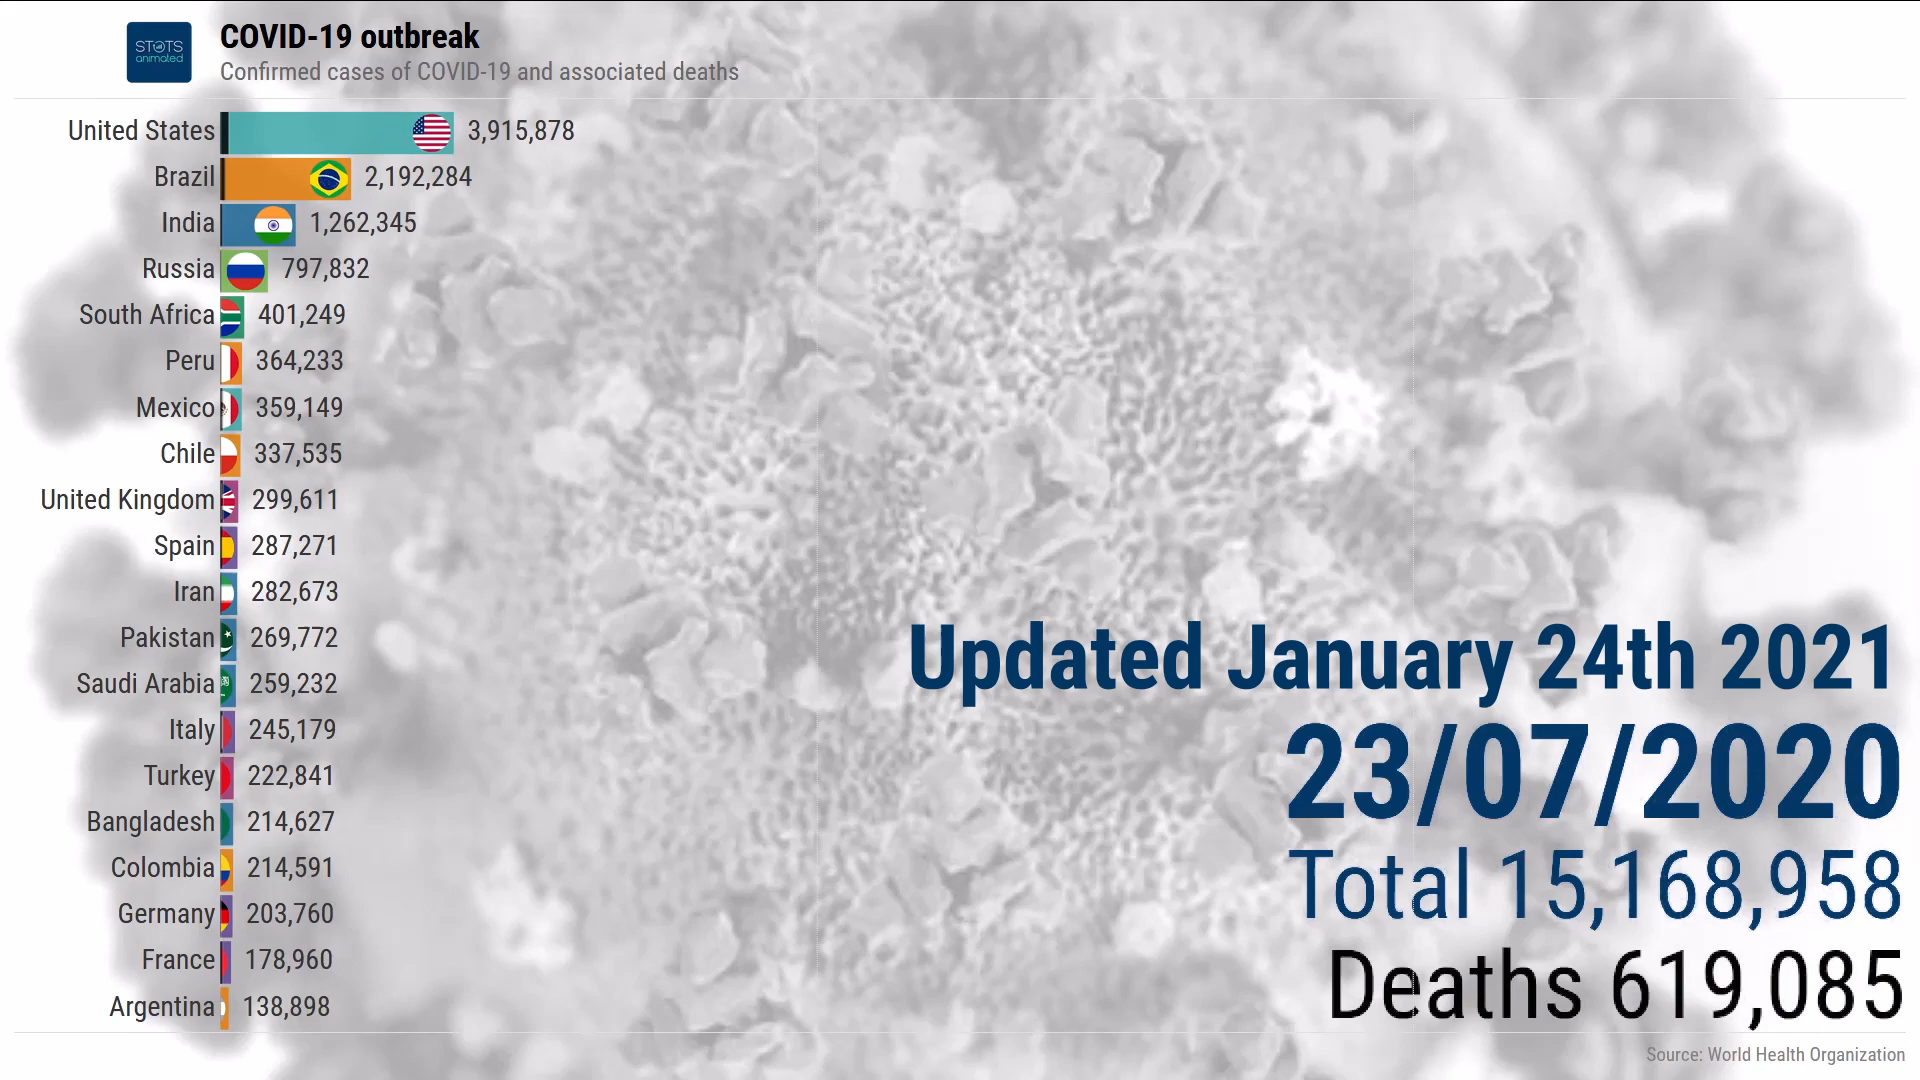 STATS
animated
COVID-19 outbreak
Confirmed cases of COVID-19 and associated deaths
United States 3,915,878
Brazil 2,192,284
India 1,262,345
Russia 797,832
South Africa 401,249
Peru 364,233
Mexico 359,149
Chile 337,535
United Kingdom 299,611
Spain 287,271
Iran 282,673
Pakistan 269,772
Saudi Arabia 259,232
Italy 245,179
Turkey 222,841
Bangladesh 214,627
Colombia 214,591
Germany 203,760
France 178,960
Argentina 138,898
Updated January 24th 2021
23/07/2020
Total 15,168,958
Deaths 619,085
Source: World Health Organization